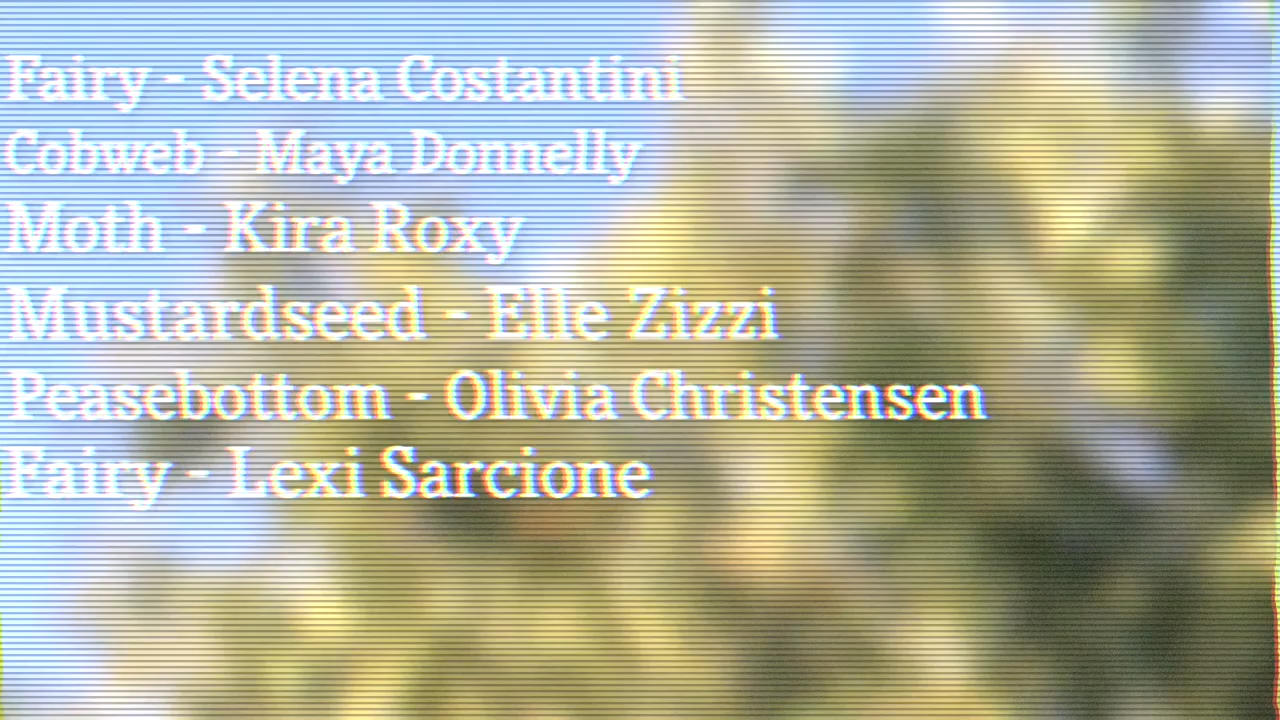 Fairy - Selena Costantini
Cobweb - Maya Donnelly
Moth - Kira Roxy
Mustardseed - Elle Zizzi
Peasebottom - Olivia Christensen
Fairy - Lexi Sarcione